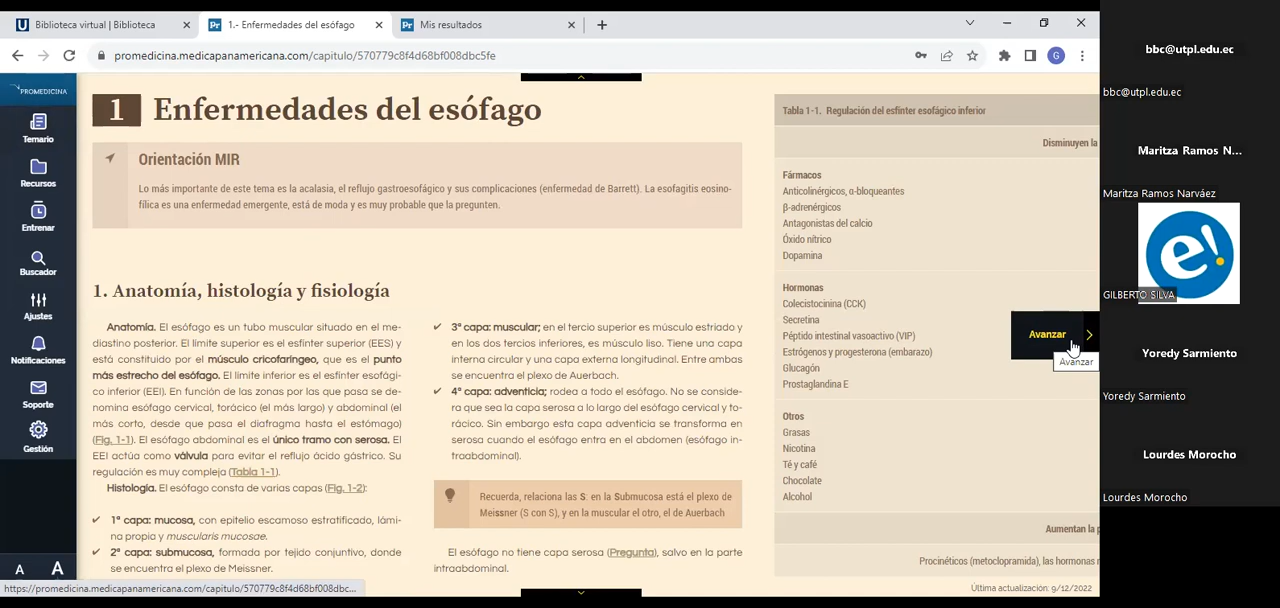 Biblioteca virtual | Biblioteca
1.- Enfermedades del esófago
Mis resultados
promedicina.medicapanamericana.com/capitulo/570779c8f4d68bf008dbc5fe
G
PROMEDICINA
Temario
Recursos
Entrenar
Buscador
Ajustes
Notificaciones
Soporte
Gestión
A A
1 Enfermedades del esófago
Orientación MIR
Lo más importante de este tema es la acalasia, el reflujo gastroesofágico y sus complicaciones (enfermedad de Barrett). La esofagitis eosino-
fílica es una enfermedad emergente, está de moda y es muy probable que la pregunten.
1. Anatomía, histología y fisiología
Anatomía. El esófago es un tubo muscular situado en el me-
diastino posterior. El límite superior es el esfínter superior (EES) y
está constituido por el músculo cricofaríngeo, que es el punto
más estrecho del esófago. El límite inferior es el esfínter esofági-
co inferior (EEI). En función de las zonas por las que pasa se de-
nomina esófago cervical, torácico (el más largo) y abdominal (el
más corto, desde que pasa el diafragma hasta el estómago)
(Fig. 1-1). El esófago abdominal es el único tramo con serosa. El
EEI actúa como válvula para evitar el reflujo ácido gástrico. Su
regulación es muy compleja (Tabla 1-1).
Histología. El esófago consta de varias capas (Fig. 1-2):
✔ 1ª capa: mucosa, con epitelio escamoso estratificado, lámi-
na propia y muscularis mucosae.
✔ 2ª capa: submucosa, formada por tejido conjuntivo, donde
se encuentra el plexo de Meissner.
✔ 3ª capa: muscular; en el tercio superior es músculo estriado y
en los dos tercios inferiores, es músculo liso. Tiene una capa
interna circular y una capa externa longitudinal. Entre ambas
se encuentra el plexo de Auerbach.
✔ 4ª capa: adventicia; rodea a todo el esófago. No se conside-
ra que sea la capa serosa a lo largo del esófago cervical y to-
rácico. Sin embargo esta capa adventicia se transforma en
serosa cuando el esófago entra en el abdomen (esófago in-
traabdominal).
Recuerda, relaciona las S: en la Submucosa está el plexo de
Meissner (S con S), y en la muscular el otro, el de Auerbach
El esófago no tiene capa serosa (Pregunta), salvo en la parte
intraabdominal.
Tabla 1-1. Regulación del esfínter esofágico inferior
Disminuyen la
Fármacos
Anticolinérgicos, α-bloqueantes
β-adrenérgicos
Antagonistas del calcio
Óxido nítrico
Dopamina
Hormonas
Colecistocinina (CCK)
Secretina
Péptido intestinal vasoactivo (VIP)
Estrógenos y progesterona (embarazo)
Glucagón
Prostaglandina E
Otros
Grasas
Nicotina
Té y café
Chocolate
Alcohol
Aumentan la p
Procinéticos (metoclopramida), las hormonas
Última actualización: 9/12/2022
Avanzar
Avanzar
https://promedicina.medicapanamericana.com/capitulo/570779c8f4d68bf008dbc...
bbc@utpl.edu.ec
bbc@utpl.edu.ec
Maritza Ramos N...
Maritza Ramos Narváez
e!
GILBERTO SILVA
Yoredy Sarmiento
Yoredy Sarmiento
Lourdes Morocho
Lourdes Morocho